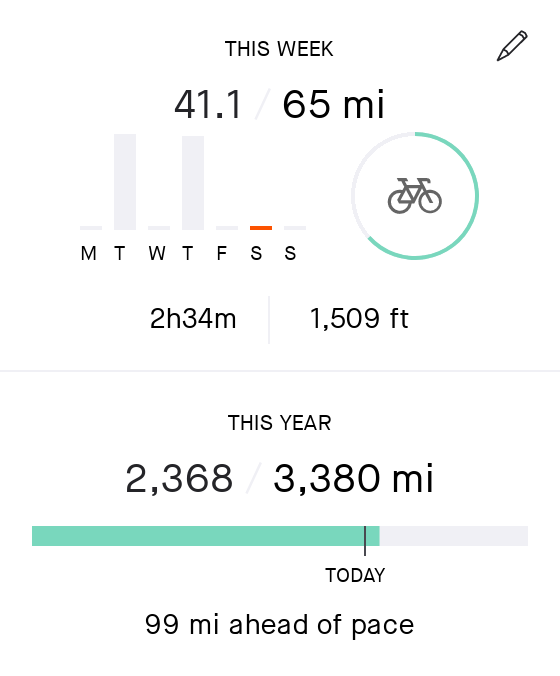 THIS WEEK
41.1 / 65 mi
M T W T F S S
2h34m 1,509 ft
THIS YEAR
2,368 / 3,380 mi
TODAY
99 mi ahead of pace